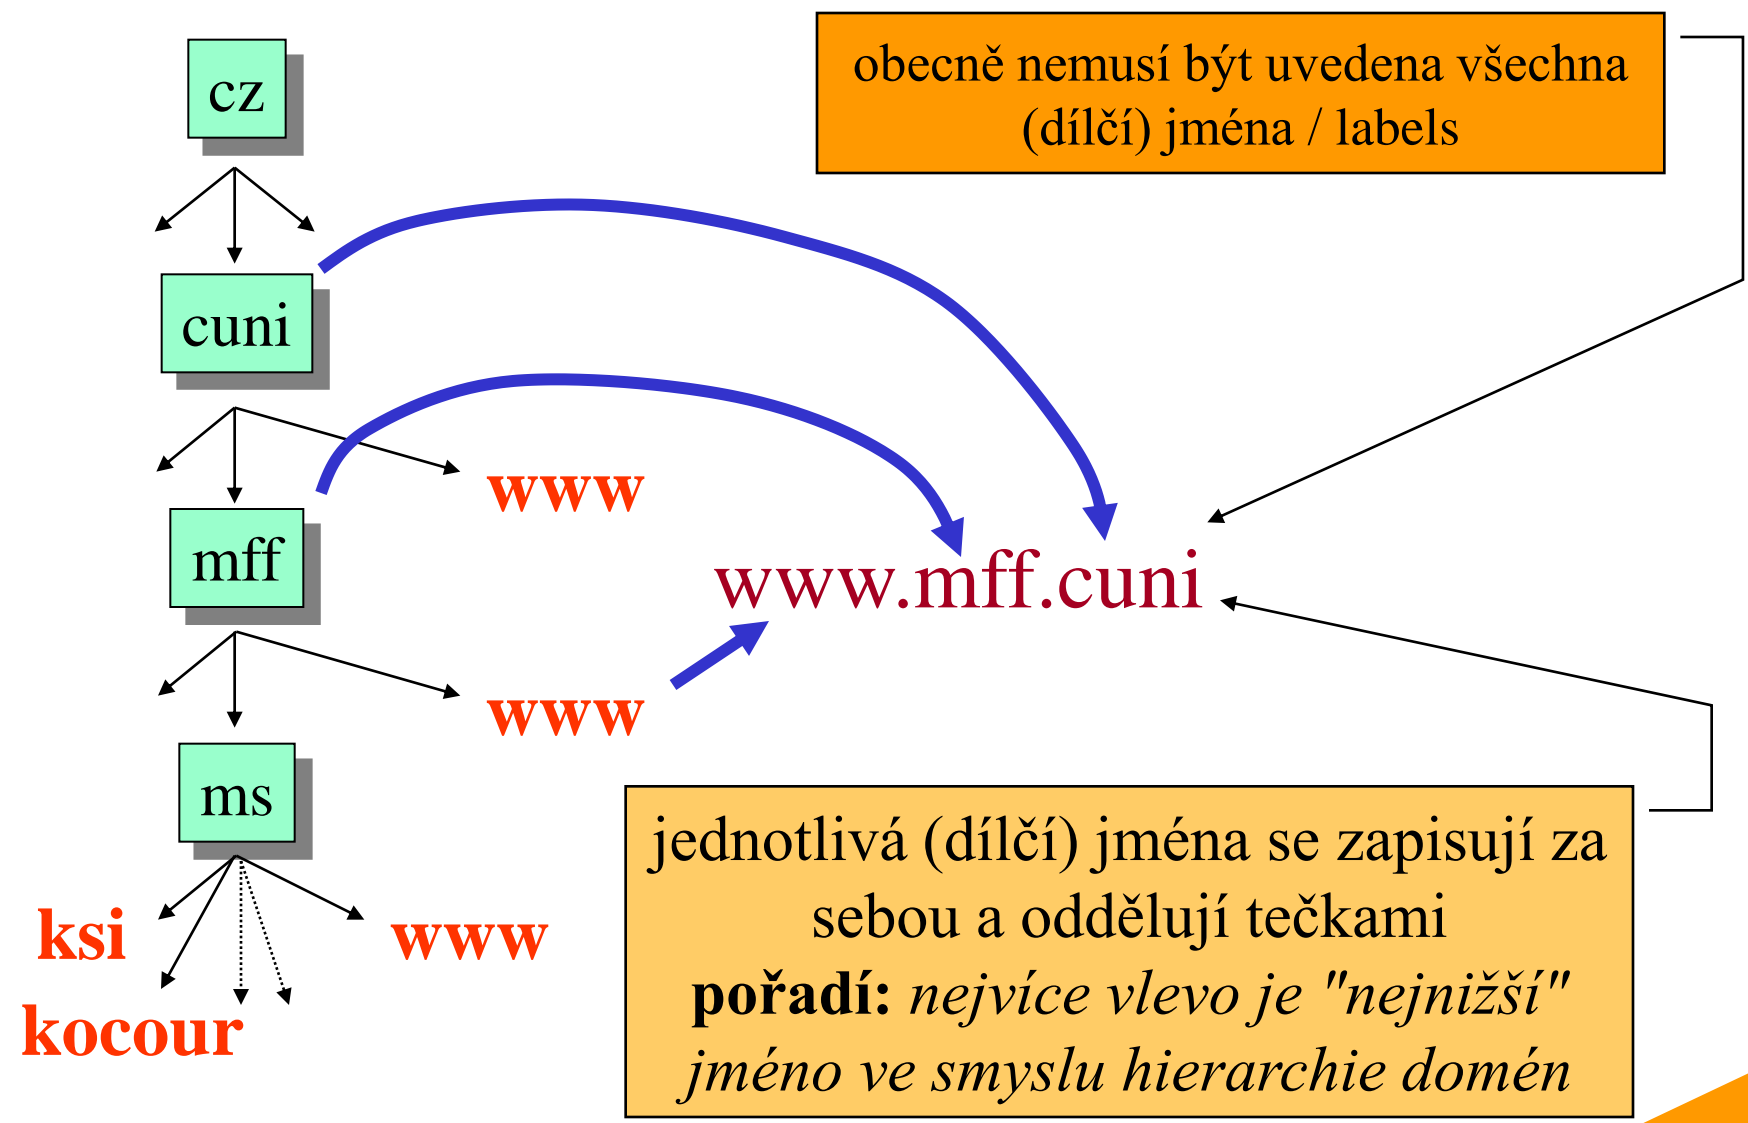 cz
obecně nemusí být uvedena všechna
(dílčí) jména / labels
cuni
www
mff
www.mff.cuni
www
ms
jednotlivá (dílčí) jména se zapisují za
sebou a oddělují tečkami
pořadí: nejvíce vlevo je "nejnižší"
jméno ve smyslu hierarchie domén
ksi
www
kocour